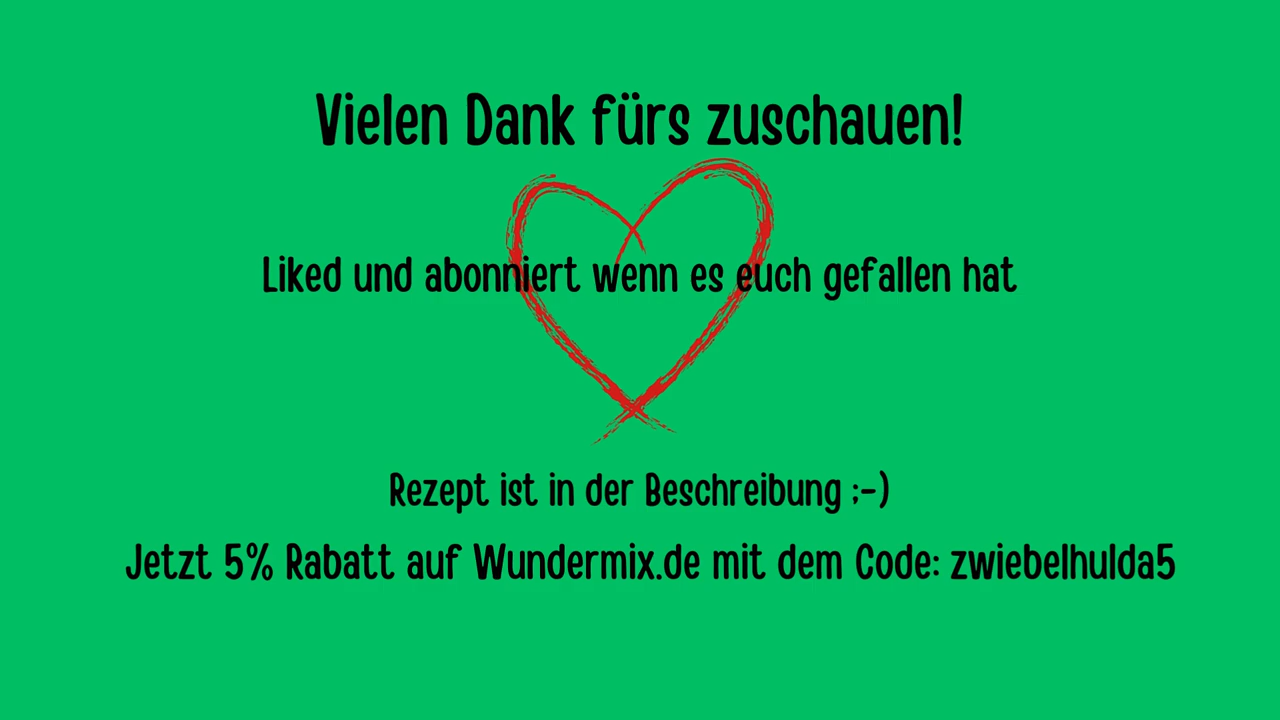 Vielen Dank fürs zuschauen!
Liked und abonniert wenn es euch gefallen hat
Rezept ist in der Beschreibung ;-)
Jetzt 5% Rabatt auf Wundermix.de mit dem Code: zwiebelhulda5